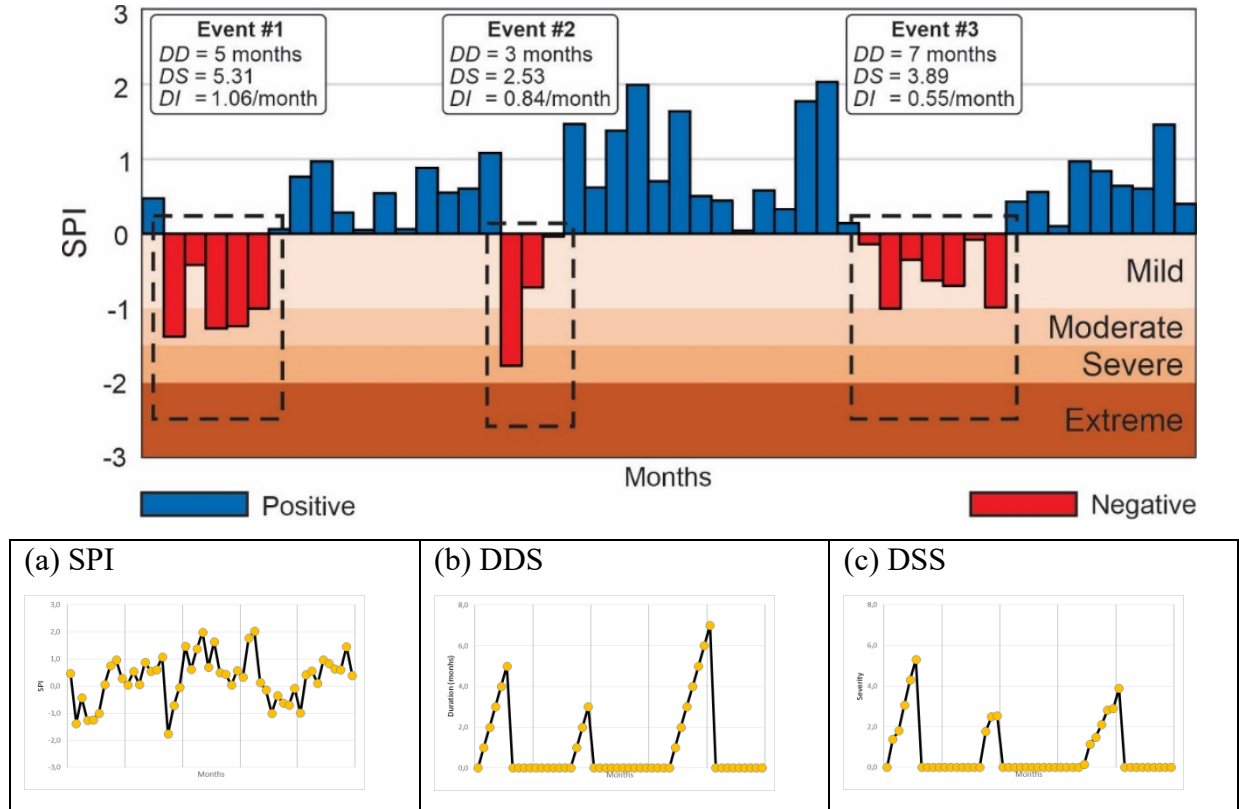 3
2
1
0
-1
-2
-3
SPI
Event #1
DD = 5 months
DS = 5.31
DI = 1.06/month
Event #2
DD = 3 months
DS = 2.53
DI = 0.84/month
Event #3
DD = 7 months
DS = 3.89
DI = 0.55/month
Mild
Moderate
Severe
Extreme
Months
Positive
Negative
(a) SPI
3,0
2,0
1,0
0,0
-1,0
-2,0
-3,0
SPI
Months
(b) DDS
8,0
6,0
4,0
2,0
0,0
Duration (monhs)
Months
(c) DSS
8,0
6,0
4,0
2,0
0,0
Severity
Months